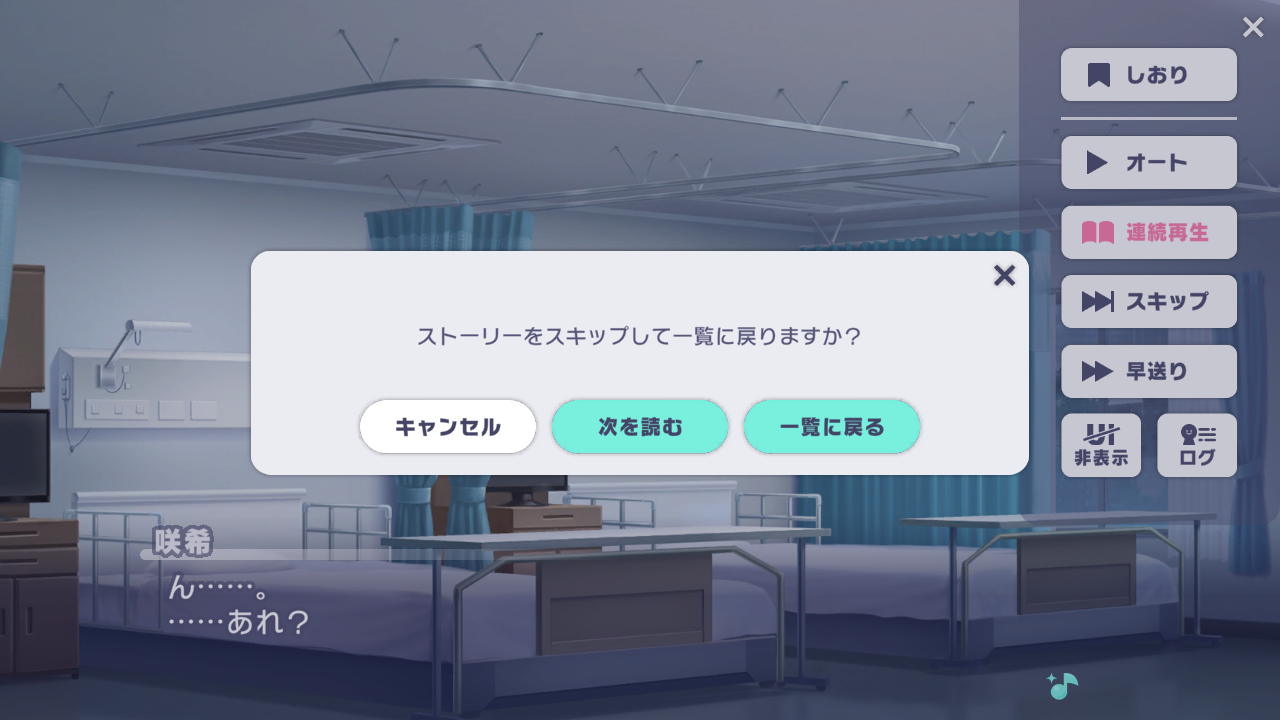 しおり
オート
連続再生
スキップ
早送り
UI
非表示
ログ
ストーリーをスキップして一覧に戻りますか？
キャンセル
次を読む
一覧に戻る
咲希
ん……。
……あれ？